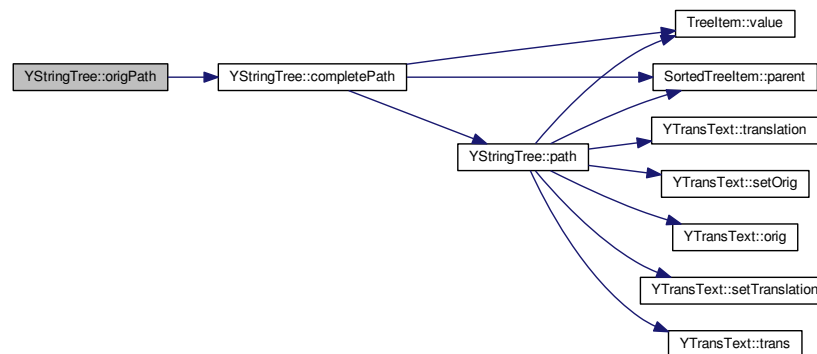 TreeItem::value
YStringTree::origPath
YStringTree::completePath
SortedTreeItem::parent
YTransText::translation
YStringTree::path
YTransText::setOrig
YTransText::orig
YTransText::setTranslation
YTransText::trans